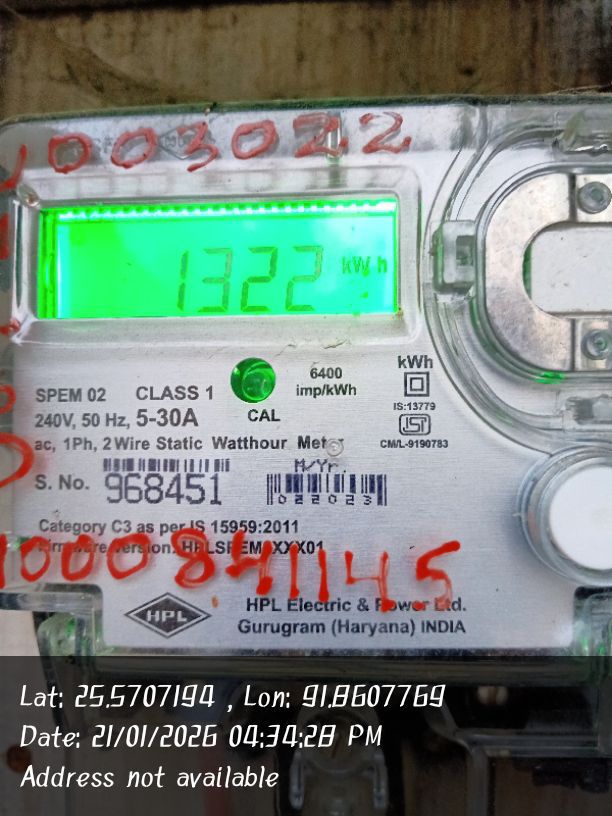 003022
1322 kWh
6400
imp/kWh
kWh
SPEM 02 CLASS 1
CAL
IS:13779
240V, 50 Hz, 5-30A
ac, 1Ph, 2 Wire Static Watthour Meter
CM/L-9190783
M/Yr.
S. No. 968451
022023
Category C3 as per IS 15959:2011
1000841145
HPL
HPL Electric & Power Ltd.
Gurugram (Haryana) INDIA
Lat: 25.5707194 , Lon: 91.8607769
Date: 21/01/2026 04:34:28 PM
Address not available